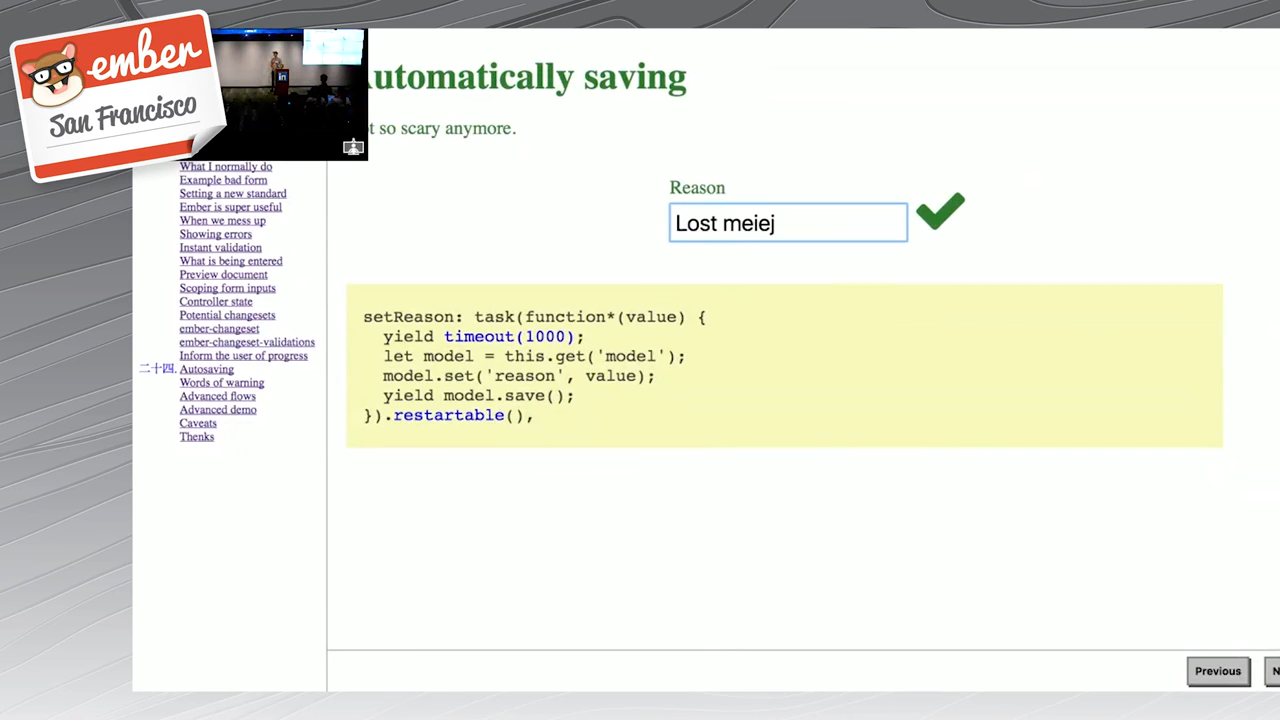 ember
San Francisco
utomatically saving
t so scary anymore.
What I normally do
Example bad form
Setting a new standard
Ember is super useful
When we mess up
Showing errors
Instant validation
What is being entered
Preview document
Scoping form inputs
Controller state
Potential changesets
ember-changeset
ember-changeset-validations
Inform the user of progress
二十四. Autosaving
Words of warning
Advanced flows
Advanced demo
Caveats
Thenks
Reason
Lost meiej
setReason: task(function*(value) {
yield timeout(1000);
let model = this.get('model');
model.set('reason', value);
yield model.save();
}).restartable(),
Previous
N